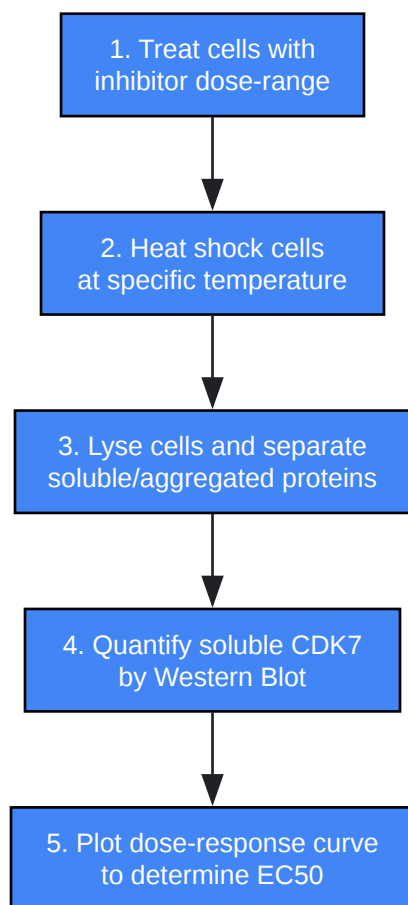 1. Treat cells with
inhibitor dose-range
2. Heat shock cells
at specific temperature
3. Lyse cells and separate
soluble/aggregated proteins
4. Quantify soluble CDK7
by Western Blot
5. Plot dose-response curve
to determine EC50